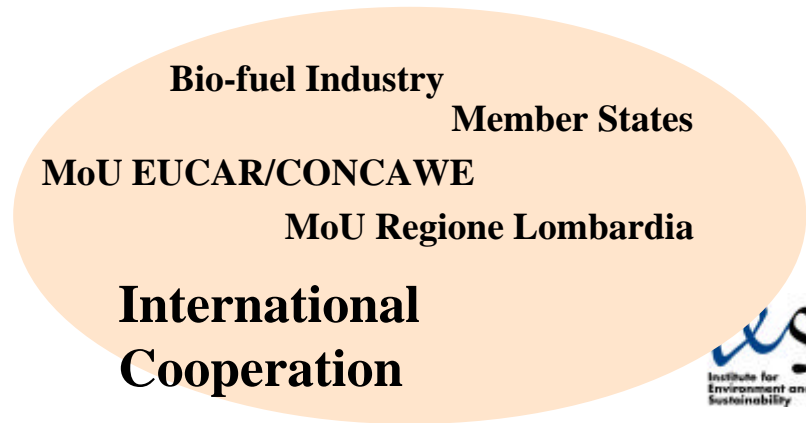 Bio-fuel Industry
Member States
MoU EUCAR/CONCAWE
MoU Regione Lombardia
International
Cooperation
Institute for
Environment and
Sustainability